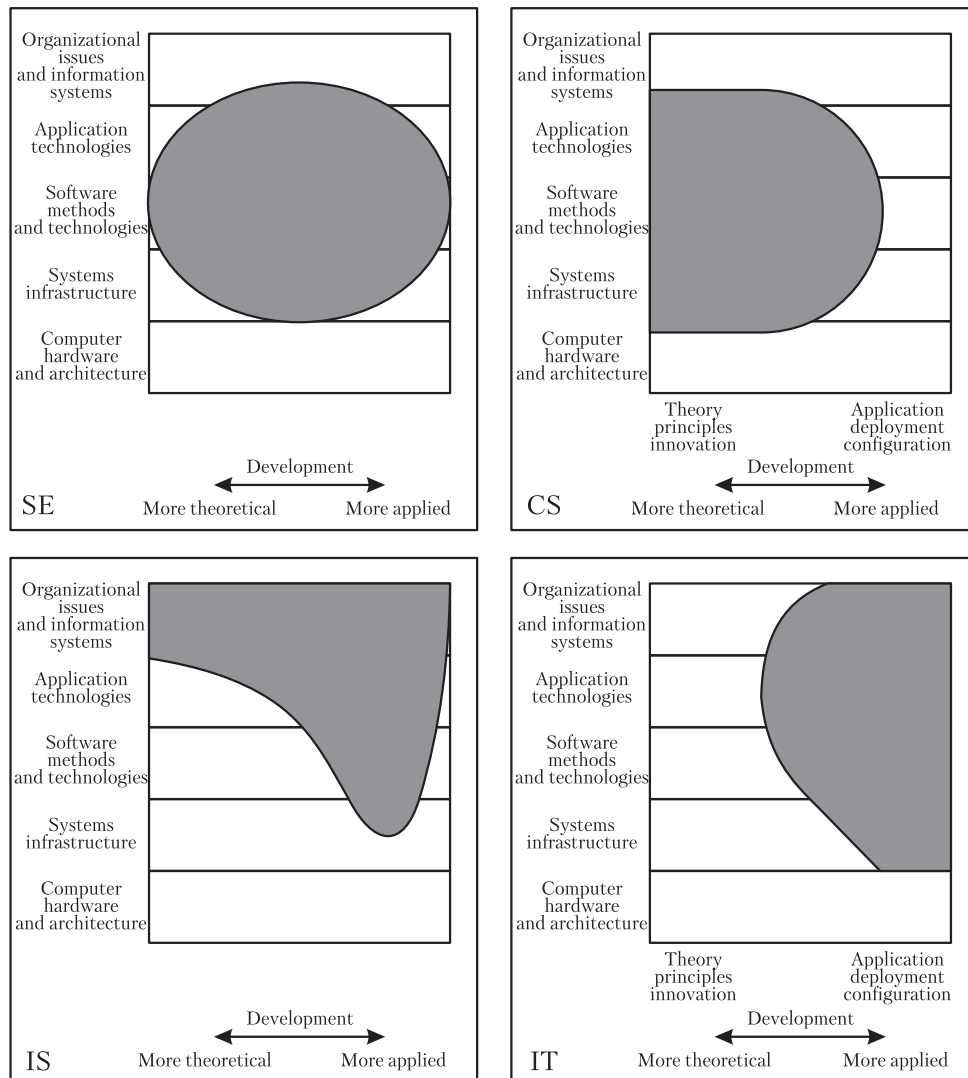 Organizational
issues
and information
systems
Application
technologies
Software
methods
and technologies
Systems
infrastructure
Computer
hardware
and architecture
Development
SE
More theoretical
More applied
Organizational
issues
and information
systems
Application
technologies
Software
methods
and technologies
Systems
infrastructure
Computer
hardware
and architecture
Theory
principles
innovation
Application
deployment
configuration
Development
CS
More theoretical
More applied
Organizational
issues
and information
systems
Application
technologies
Software
methods
and technologies
Systems
infrastructure
Computer
hardware
and architecture
Development
IS
More theoretical
More applied
Organizational
issues
and information
systems
Application
technologies
Software
methods
and technologies
Systems
infrastructure
Computer
hardware
and architecture
Theory
principles
innovation
Application
deployment
configuration
Development
IT
More theoretical
More applied